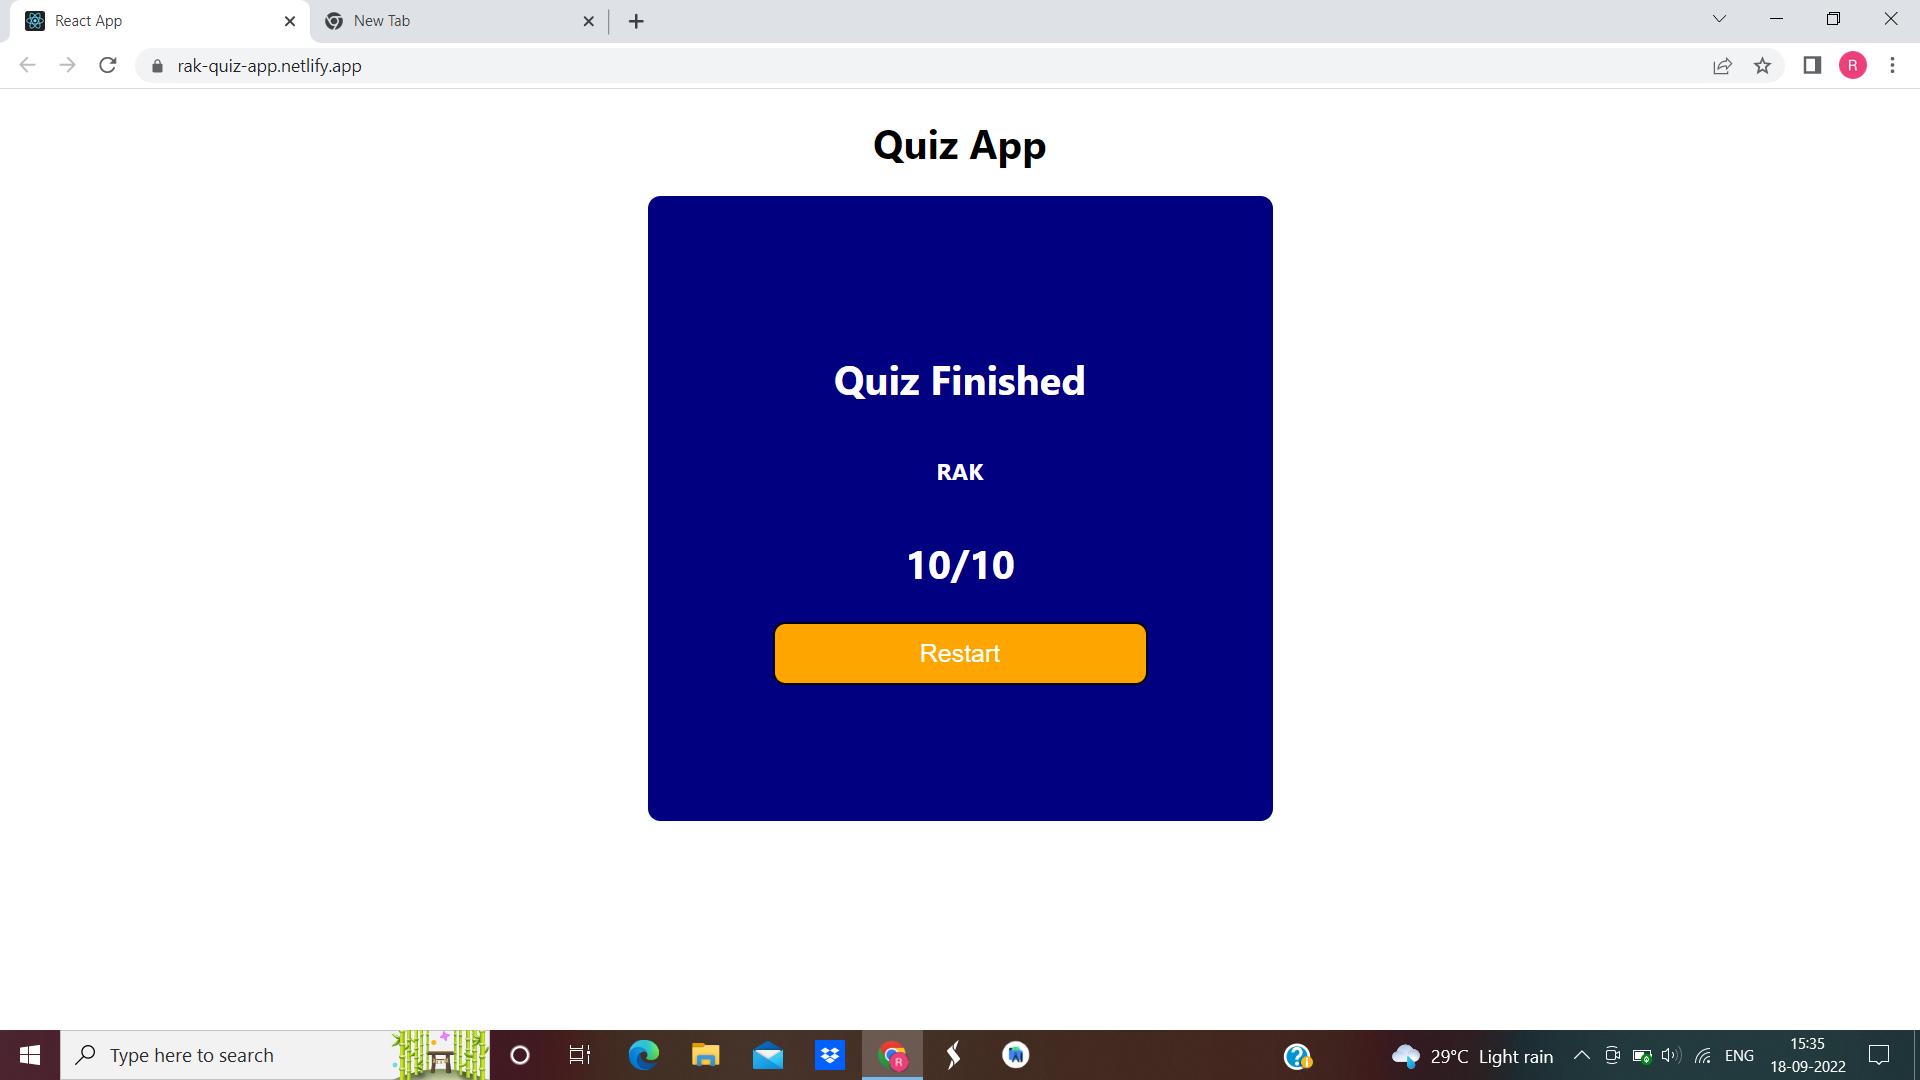 React App
New Tab
rak-quiz-app.netlify.app
R
Quiz App
Quiz Finished
RAK
10/10
Restart
Type here to search
R
29°C Light rain
ENG
15:35
18-09-2022